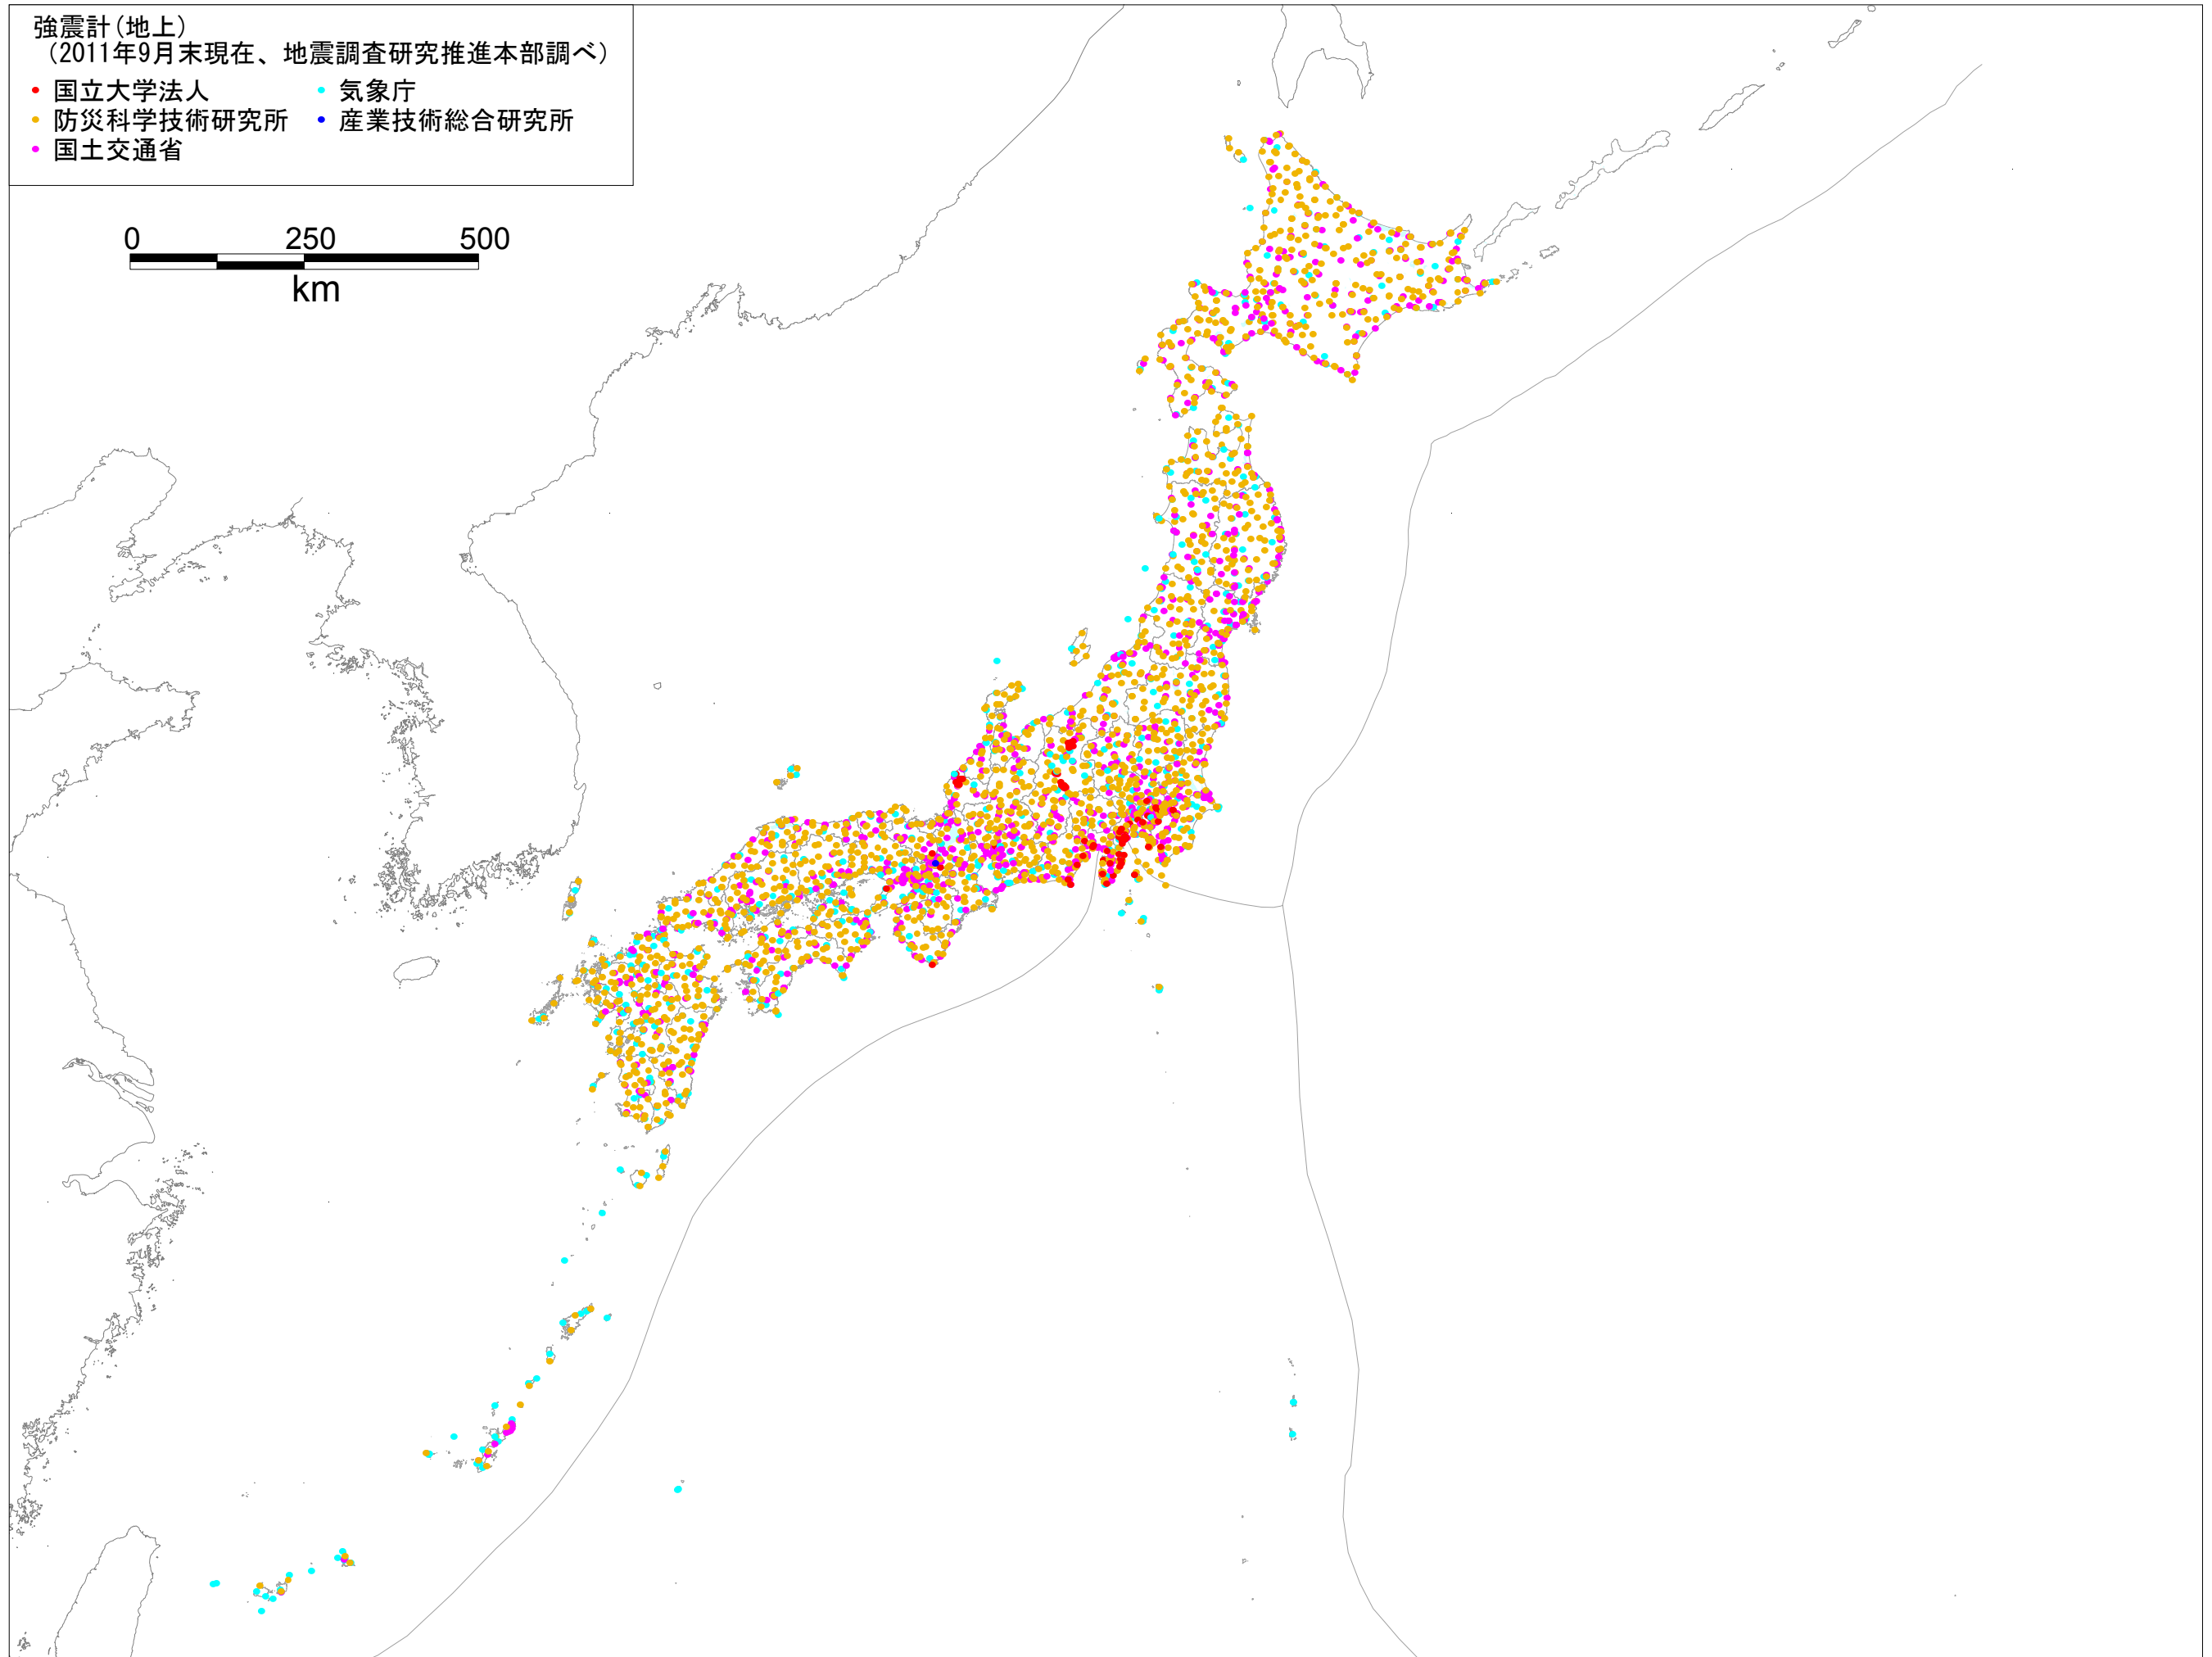 強震計(地上)
(2011年9月末現在、地震調査研究推進本部調べ)
国立大学法人 気象庁
防災科学技術研究所 産業技術総合研究所
国土交通省
0 250 500
km